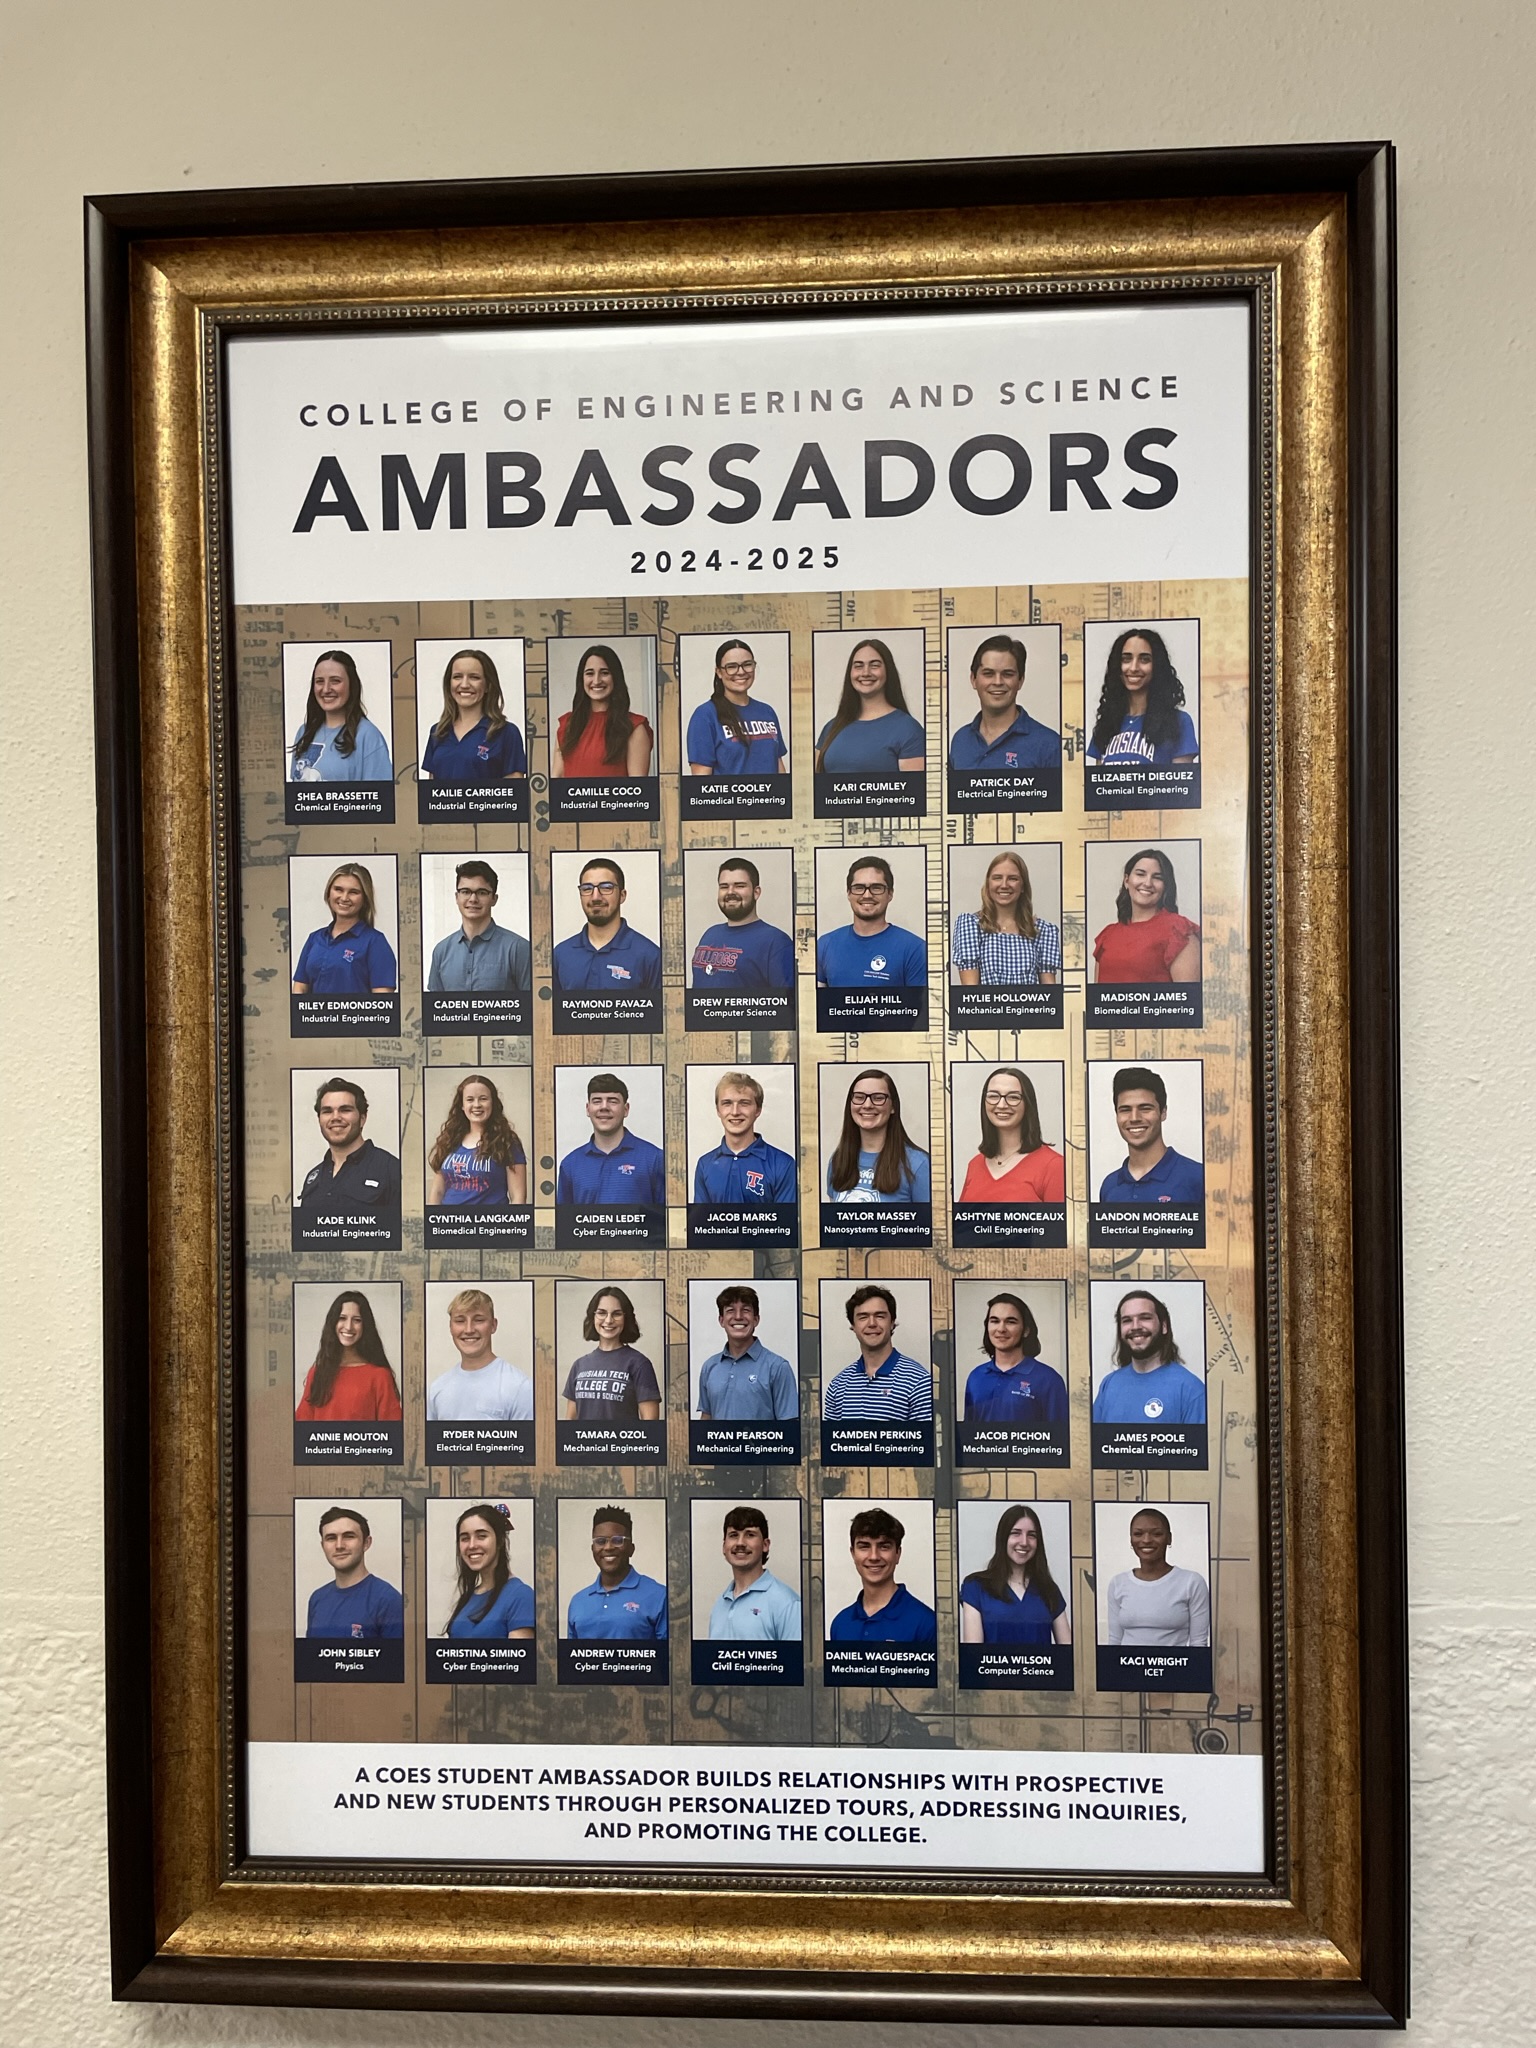 COLLEGE OF ENGINEERING AND SCIENCE
AMBASSADORS
2024-2025
SHEA BRASSETTE
Chemical Engineering
KAILIE CARRIGEE
Industrial Engineering
CAMILLE COCO
Industrial Engineering
KATIE COOLEY
Biomedical Engineering
KARI CRUMLEY
Industrial Engineering
PATRICK DAY
Electrical Engineering
ELIZABETH DIEGUEZ
Chemical Engineering
RILEY EDMONDSON
Industrial Engineering
CADEN EDWARDS
Industrial Engineering
RAYMOND FAVAZA
Computer Science
DREW FERRINGTON
Computer Science
ELIJAH HILL
Electrical Engineering
HYLIE HOLLOWAY
Mechanical Engineering
MADISON JAMES
Biomedical Engineering
KADE KLINK
Industrial Engineering
CYNTHIA LANGKAMP
Biomedical Engineering
CAIDEN LEDET
Cyber Engineering
JACOB MARKS
Mechanical Engineering
TAYLOR MASSEY
Nanosystems Engineering
ASHTYNE MONCEAUX
Civil Engineering
LANDON MORREALE
Electrical Engineering
ANNIE MOUTON
Industrial Engineering
RYDER NAQUIN
Electrical Engineering
TAMARA OZOL
Mechanical Engineering
RYAN PEARSON
Mechanical Engineering
KAMDEN PERKINS
Chemical Engineering
JACOB PICHON
Mechanical Engineering
JAMES POOLE
Chemical Engineering
JOHN SIBLEY
Physics
CHRISTINA SIMINO
Cyber Engineering
ANDREW TURNER
Cyber Engineering
ZACH VINES
Civil Engineering
DANIEL WAGUESPACK
Mechanical Engineering
JULIA WILSON
Computer Science
KACI WRIGHT
ICET
A COES STUDENT AMBASSADOR BUILDS RELATIONSHIPS WITH PROSPECTIVE
AND NEW STUDENTS THROUGH PERSONALIZED TOURS, ADDRESSING INQUIRIES,
AND PROMOTING THE COLLEGE.